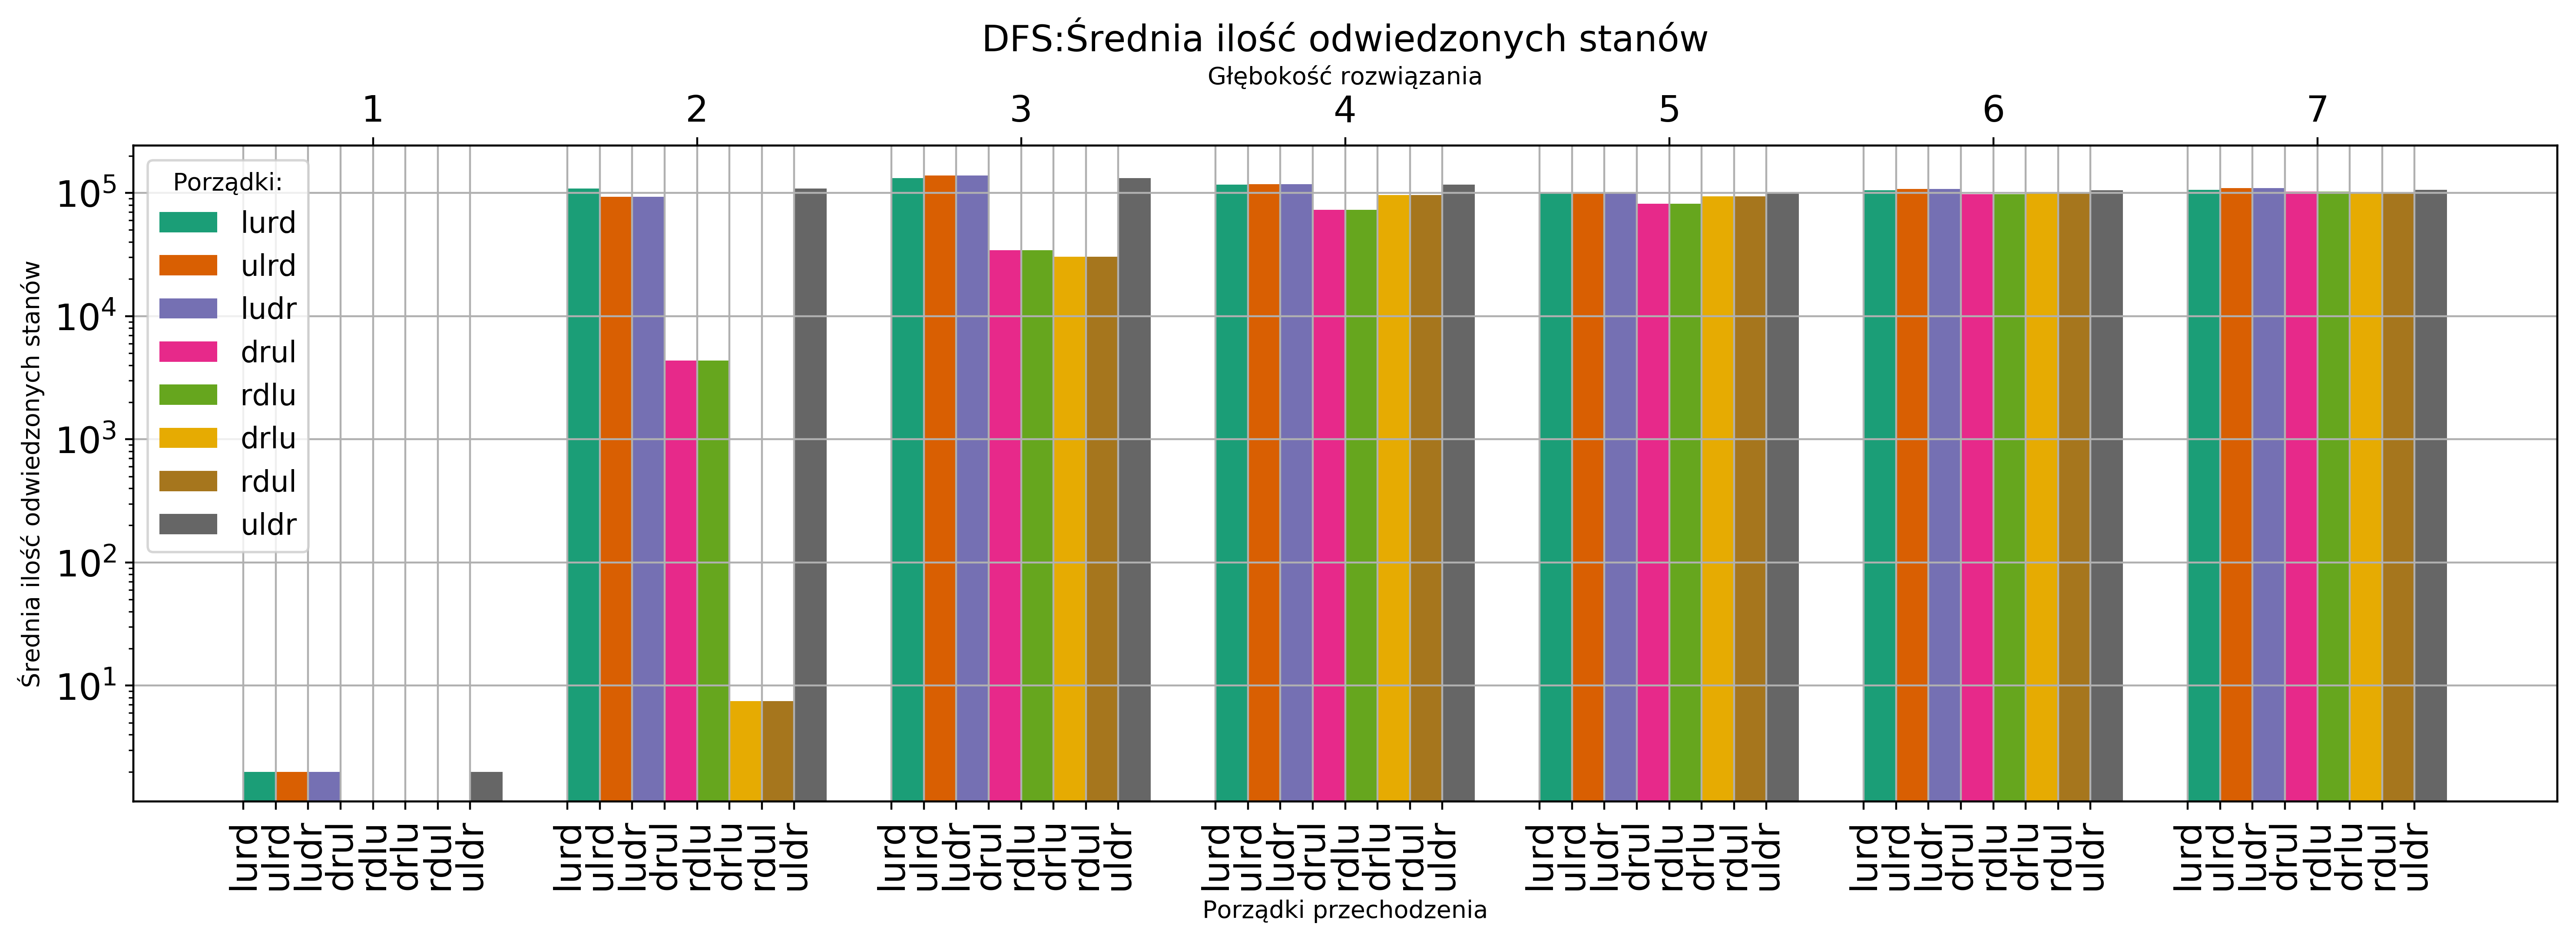 DFS:Średnia ilość odwiedzonych stanów
Głębokość rozwiązania
1 2 3 4 5 6 7
Średnia ilość odwiedzonych stanów
10^5
10^4
10^3
10^2
10^1
Porządki:
lurd
ulrd
ludr
drul
rdlu
drlu
rdul
uldr
lurd ulrd ludr drul rdlu drlu rdul uldr lurd ulrd ludr drul rdlu drlu rdul uldr lurd ulrd ludr drul rdlu drlu rdul uldr lurd ulrd ludr drul rdlu drlu rdul uldr lurd ulrd ludr drul rdlu drlu rdul uldr lurd ulrd ludr drul rdlu drlu rdul uldr lurd ulrd ludr drul rdlu drlu rdul uldr
Porządki przechodzenia